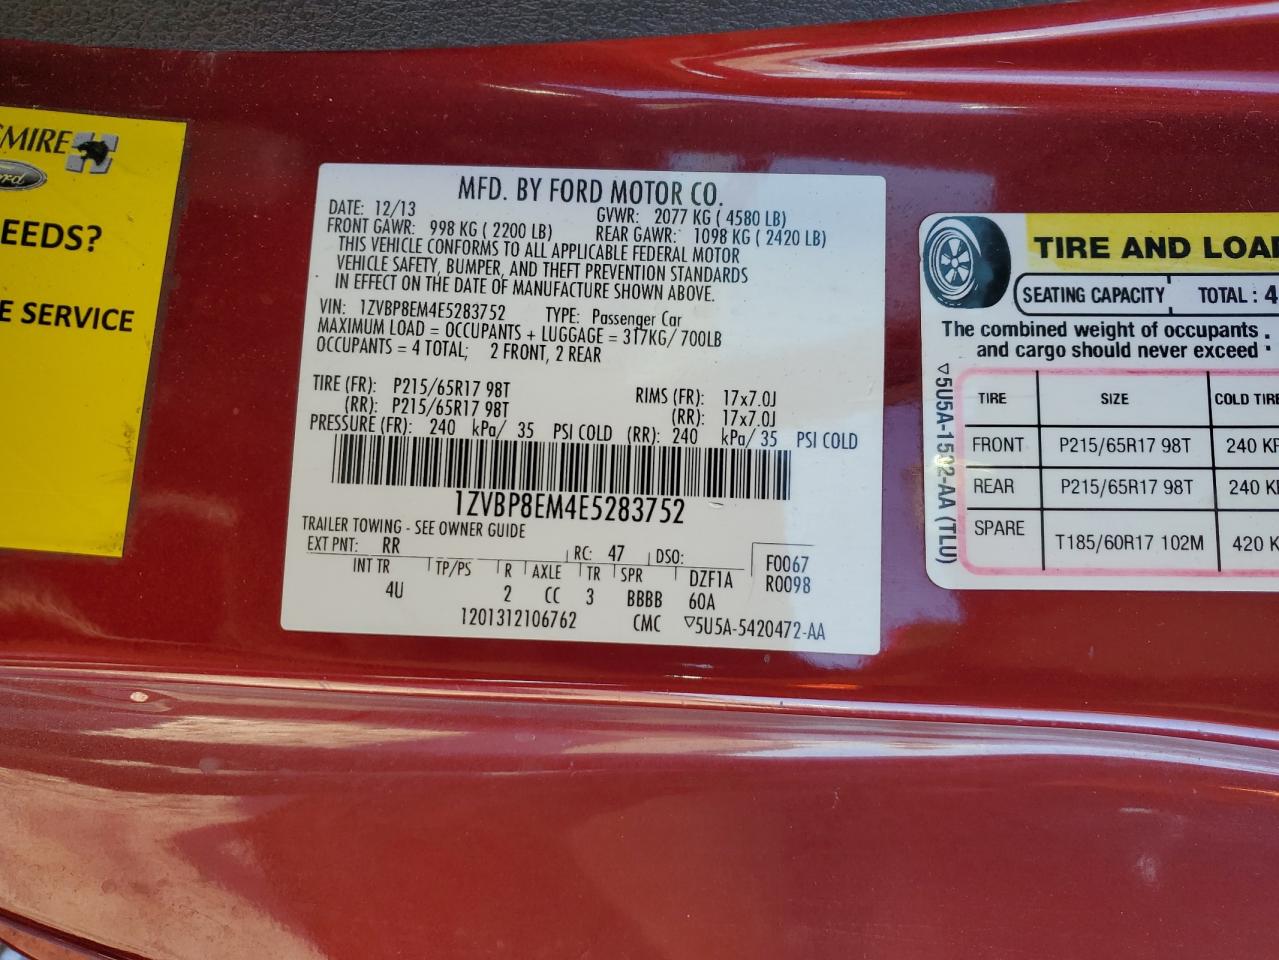 MIRE
EEDS?
E SERVICE
MFD. BY FORD MOTOR CO.
DATE: 12/13 GVWR: 2077 KG ( 4580 LB)
FRONT GAWR: 998 KG ( 2200 LB) REAR GAWR: 1098 KG ( 2420 LB)
THIS VEHICLE CONFORMS TO ALL APPLICABLE FEDERAL MOTOR
VEHICLE SAFETY, BUMPER, AND THEFT PREVENTION STANDARDS
IN EFFECT ON THE DATE OF MANUFACTURE SHOWN ABOVE.
VIN: 1ZVBP8EM4E5283752 TYPE: Passenger Car
MAXIMUM LOAD = OCCUPANTS + LUGGAGE = 317KG/ 700LB
OCCUPANTS = 4 TOTAL; 2 FRONT, 2 REAR
TIRE (FR): P215/65R17 98T RIMS (FR): 17x7.0J
(RR): P215/65R17 98T (RR): 17x7.0J
PRESSURE (FR): 240 kPa/ 35 PSI COLD (RR): 240 kPa/ 35 PSI COLD
1ZVBP8EM4E5283752
TRAILER TOWING - SEE OWNER GUIDE
EXT PNT: RR RC: 47 DSO: F0067
INT TR TP/PS R AXLE TR SPR DZF1A R0098
4U 2 CC 3 BBBB 60A
1201312106762 CMC ▽5U5A-5420472-AA
TIRE AND LOA
SEATING CAPACITY TOTAL : 4
The combined weight of occupants
and cargo should never exceed
▽5U5A-1532-AA (TLU)
TIRE SIZE COLD TIRE
FRONT P215/65R17 98T 240 KP
REAR P215/65R17 98T 240 K
SPARE T185/60R17 102M 420 K